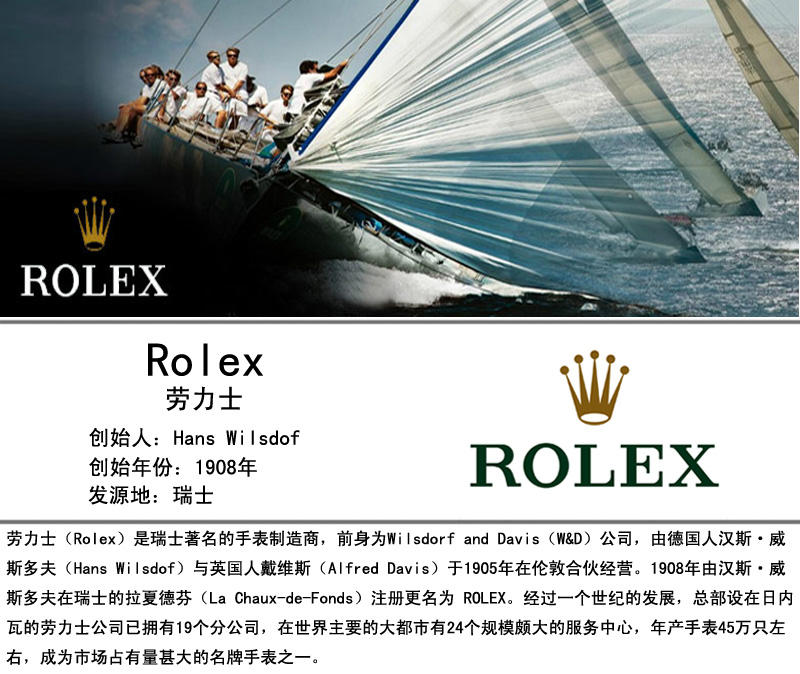 ROLEX
Rolex
劳力士
创始人：Hans Wilsdof
创始年份：1908年
发源地：瑞士
ROLEX
劳力士（Rolex）是瑞士著名的手表制造商，前身为Wilsdorf and Davis（W&D）公司，由德国人汉斯·威
斯多夫（Hans Wilsdof）与英国人戴维斯（Alfred Davis）于1905年在伦敦合伙经营。1908年由汉斯·威
斯多夫在瑞士的拉夏德芬（La Chaux-de-Fonds）注册更名为 ROLEX。经过一个世纪的发展，总部设在日内
瓦的劳力士公司已拥有19个分公司，在世界主要的大都市有24个规模颇大的服务中心，年产手表45万只左
右，成为市场占有量甚大的名牌手表之一。